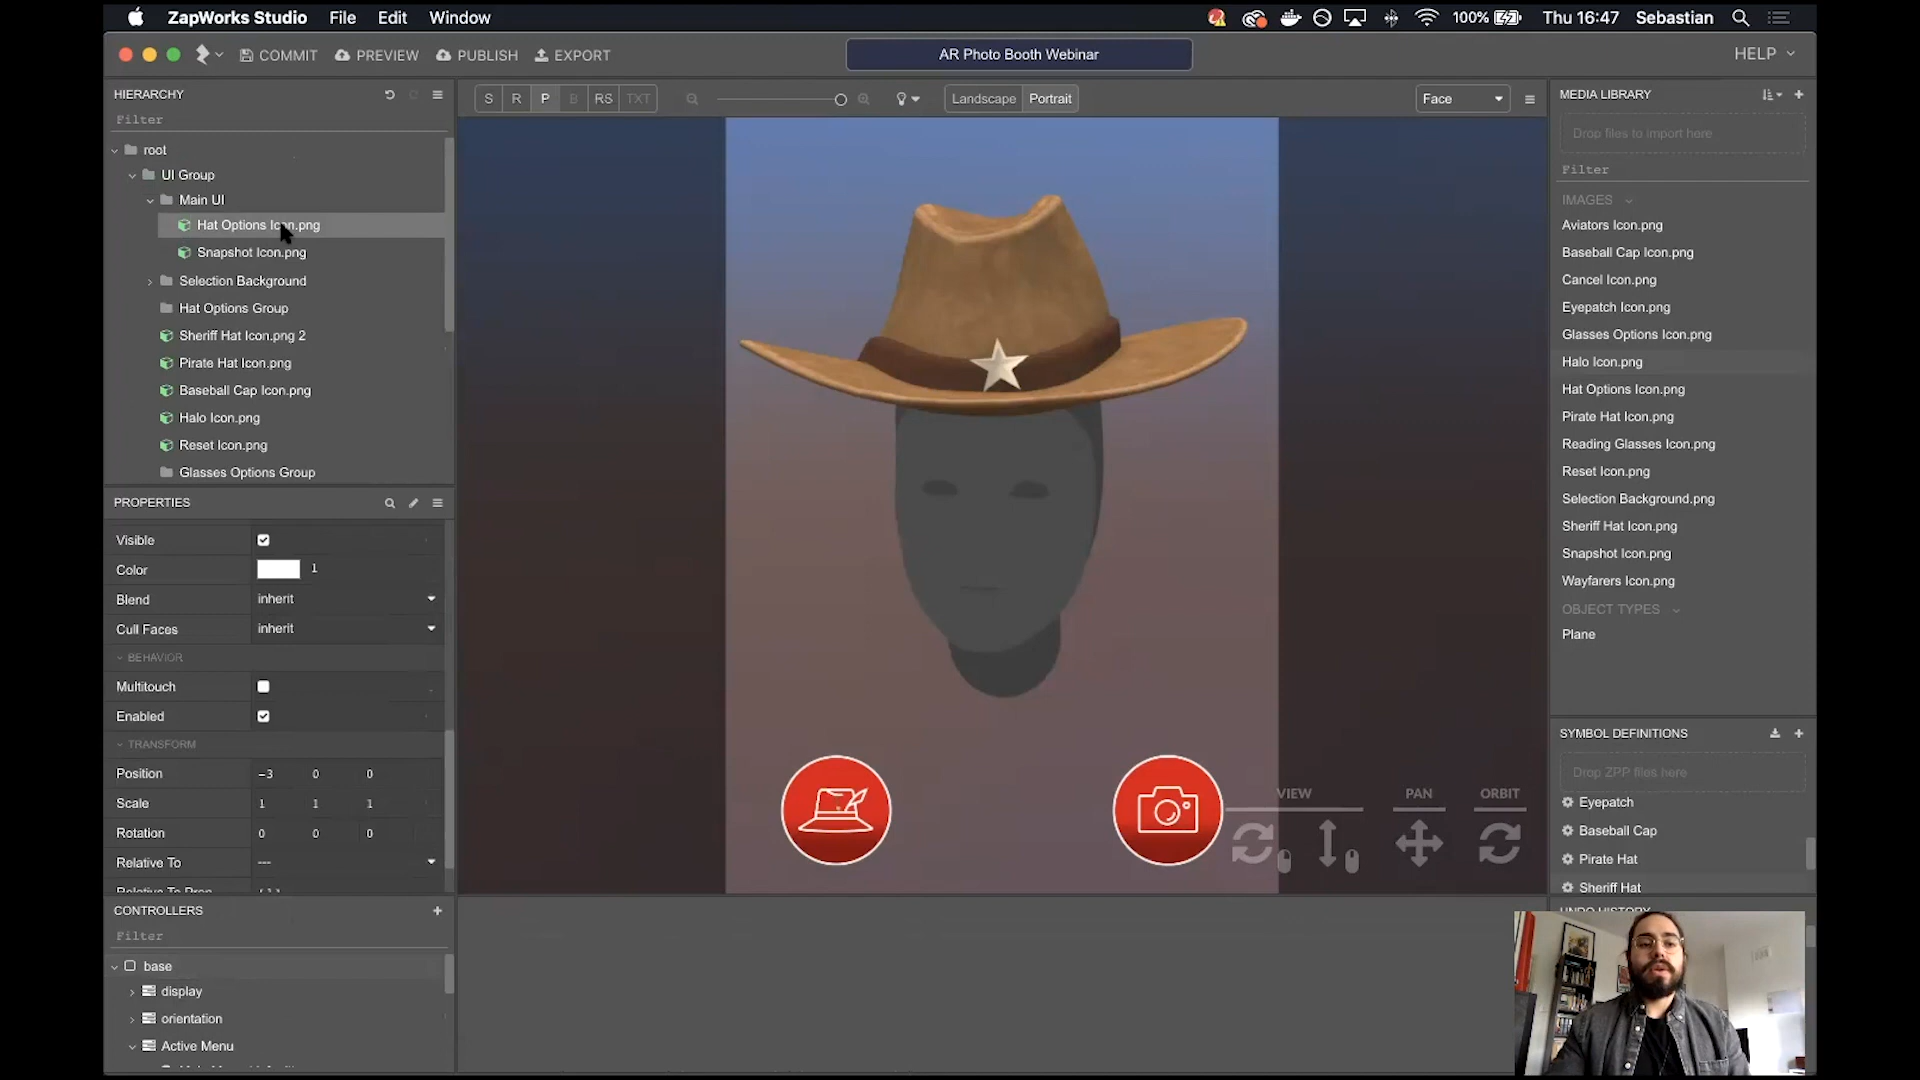 ZapWorks Studio File Edit Window 100% Thu 16:47 Sebastian
COMMIT PREVIEW PUBLISH EXPORT AR Photo Booth Webinar HELP
HIERARCHY
Filter
root
UI Group
Main UI
Hat Options Icon.png
Snapshot Icon.png
Selection Background
Hat Options Group
Sheriff Hat Icon.png 2
Pirate Hat Icon.png
Baseball Cap Icon.png
Halo Icon.png
Reset Icon.png
Glasses Options Group
PROPERTIES
Visible
Color 1
Blend inherit
Cull Faces inherit
BEHAVIOR
Multitouch
Enabled
TRANSFORM
Position −3 0 0
Scale 1 1 1
Rotation 0 0 0
Relative To ---
Relative To Prop
CONTROLLERS
Filter
base
display
orientation
Active Menu
S R P B RS TXT Landscape Portrait Face
VIEW PAN ORBIT
MEDIA LIBRARY
Drop files to import here
Filter
IMAGES
Aviators Icon.png
Baseball Cap Icon.png
Cancel Icon.png
Eyepatch Icon.png
Glasses Options Icon.png
Halo Icon.png
Hat Options Icon.png
Pirate Hat Icon.png
Reading Glasses Icon.png
Reset Icon.png
Selection Background.png
Sheriff Hat Icon.png
Snapshot Icon.png
Wayfarers Icon.png
OBJECT TYPES
Plane
SYMBOL DEFINITIONS
Drop ZPP files here
Eyepatch
Baseball Cap
Pirate Hat
Sheriff Hat
UNDO HISTORY